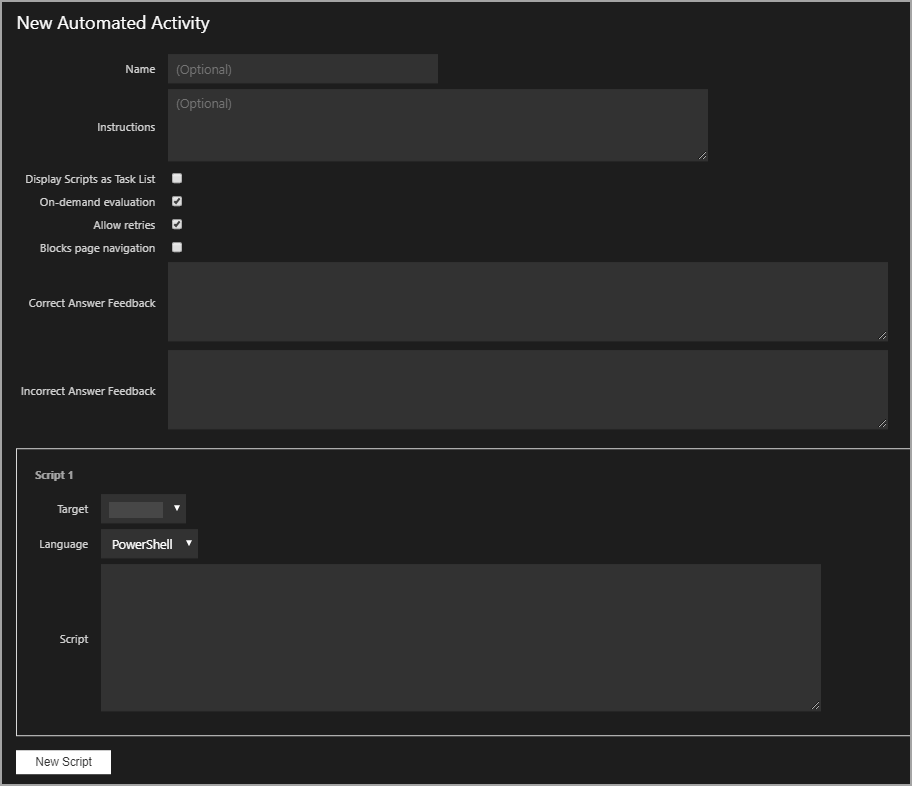 New Automated Activity
Name (Optional)
Instructions (Optional)
Display Scripts as Task List
On-demand evaluation
Allow retries
Blocks page navigation
Correct Answer Feedback
Incorrect Answer Feedback
Script 1
Target
Language PowerShell
Script
New Script